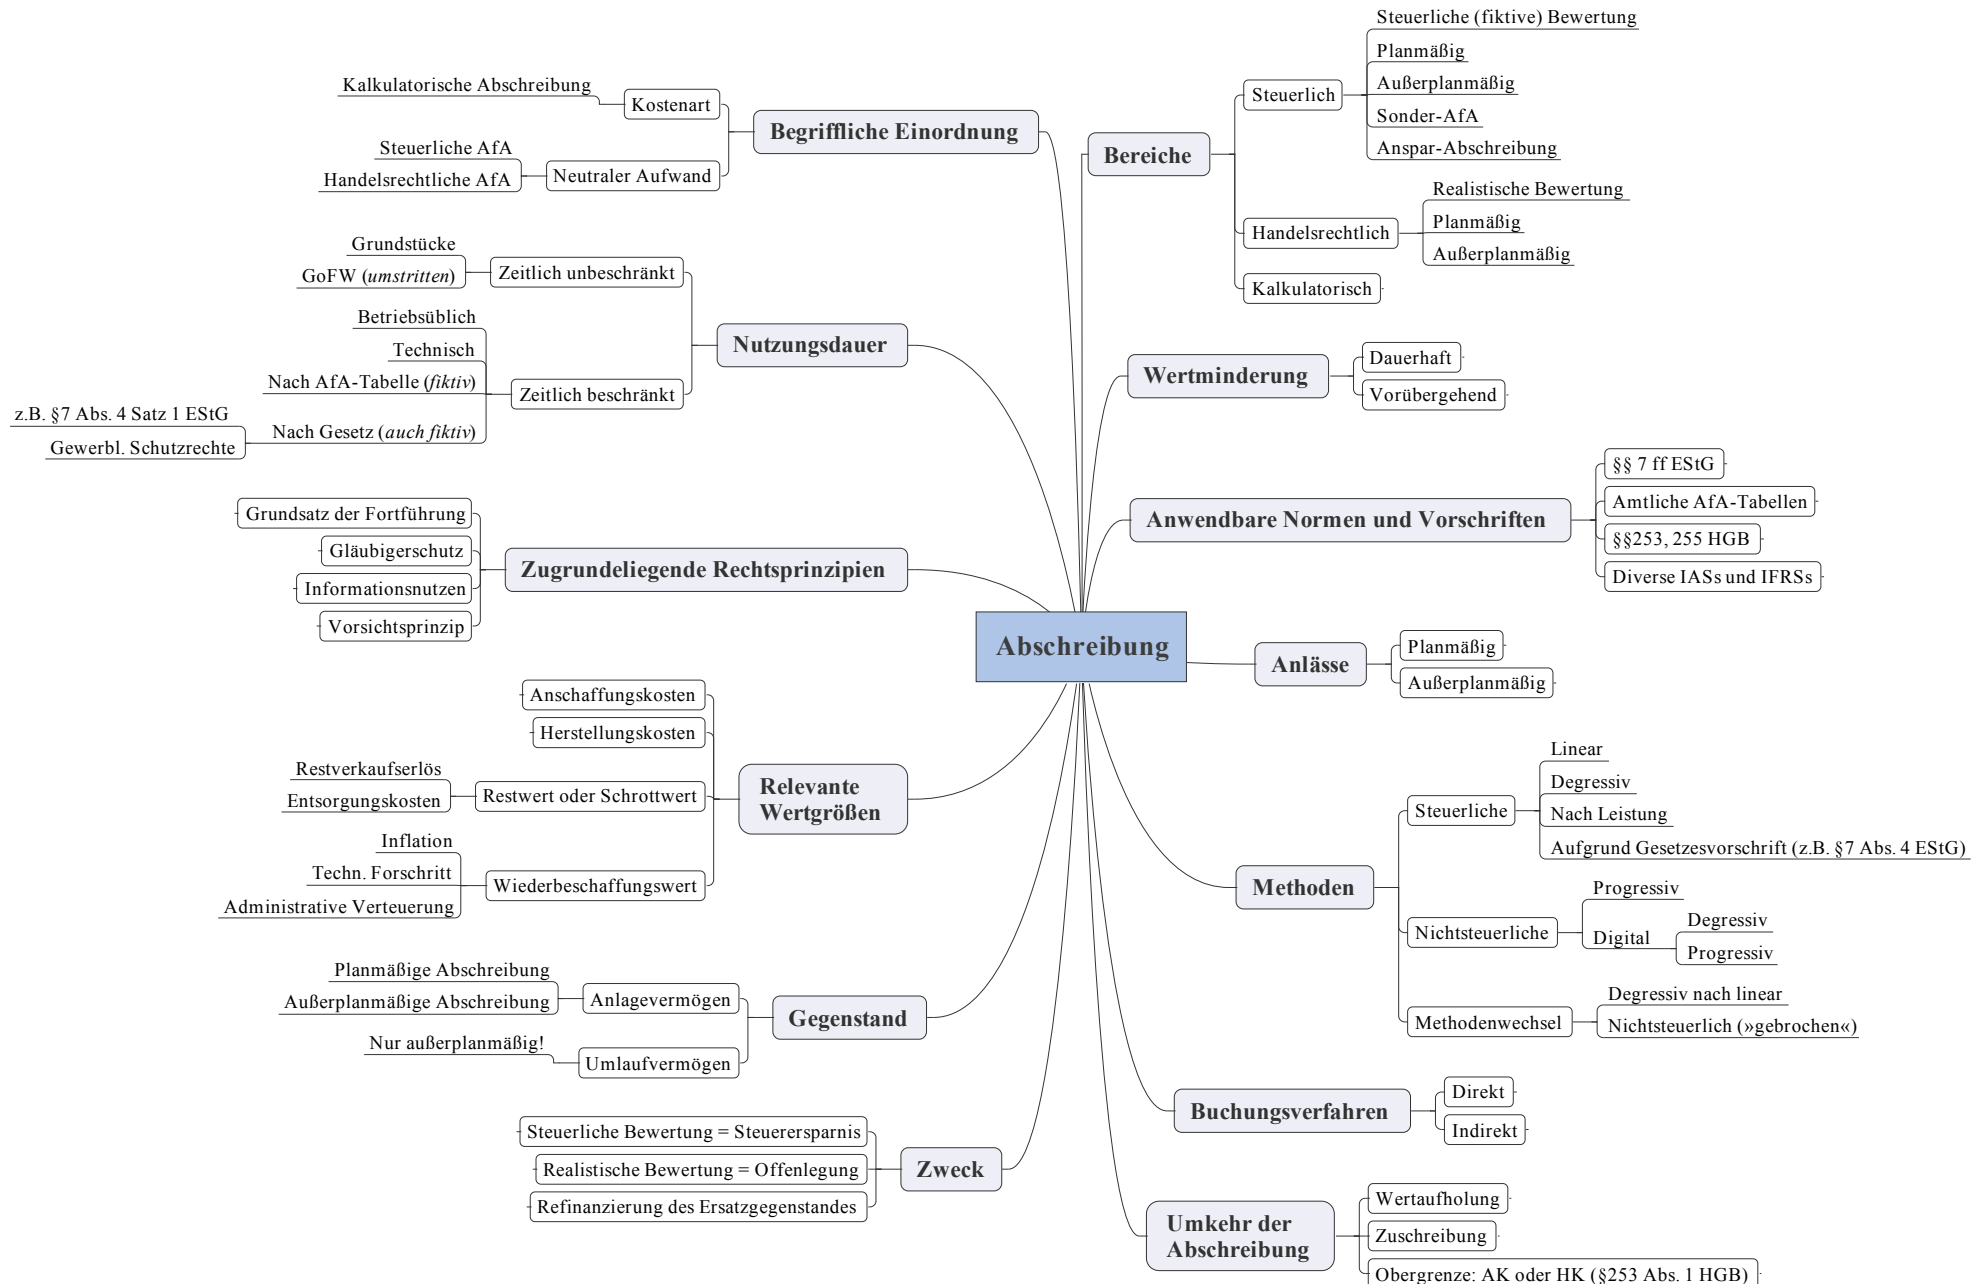 Abschreibung
Begriffliche Einordnung
Kostenart
Kalkulatorische Abschreibung
Neutraler Aufwand
Steuerliche AfA
Handelsrechtliche AfA
Nutzungsdauer
Zeitlich unbeschränkt
Grundstücke
GoFW (umstritten)
Zeitlich beschränkt
Betriebsüblich
Technisch
Nach AfA-Tabelle (fiktiv)
Nach Gesetz (auch fiktiv)
z.B. §7 Abs. 4 Satz 1 EStG
Gewerbl. Schutzrechte
Zugrundeliegende Rechtsprinzipien
Grundsatz der Fortführung
Gläubigerschutz
Informationsnutzen
Vorsichtsprinzip
Relevante
Wertgrößen
Anschaffungskosten
Herstellungskosten
Restwert oder Schrottwert
Restverkaufserlös
Entsorgungskosten
Wiederbeschaffungswert
Inflation
Techn. Forschritt
Administrative Verteuerung
Gegenstand
Anlagevermögen
Planmäßige Abschreibung
Außerplanmäßige Abschreibung
Umlaufvermögen
Nur außerplanmäßig!
Zweck
Steuerliche Bewertung = Steuerersparnis
Realistische Bewertung = Offenlegung
Refinanzierung des Ersatzgegenstandes
Bereiche
Steuerlich
Steuerliche (fiktive) Bewertung
Planmäßig
Außerplanmäßig
Sonder-AfA
Anspar-Abschreibung
Handelsrechtlich
Realistische Bewertung
Planmäßig
Außerplanmäßig
Kalkulatorisch
Wertminderung
Dauerhaft
Vorübergehend
Anwendbare Normen und Vorschriften
§§ 7 ff EStG
Amtliche AfA-Tabellen
§§253, 255 HGB
Diverse IASs und IFRSs
Anlässe
Planmäßig
Außerplanmäßig
Methoden
Steuerliche
Linear
Degressiv
Nach Leistung
Aufgrund Gesetzesvorschrift (z.B. §7 Abs. 4 EStG)
Nichtsteuerliche
Progressiv
Digital
Degressiv
Progressiv
Methodenwechsel
Degressiv nach linear
Nichtsteuerlich (»gebrochen«)
Buchungsverfahren
Direkt
Indirekt
Umkehr der
Abschreibung
Wertaufholung
Zuschreibung
Obergrenze: AK oder HK (§253 Abs. 1 HGB)